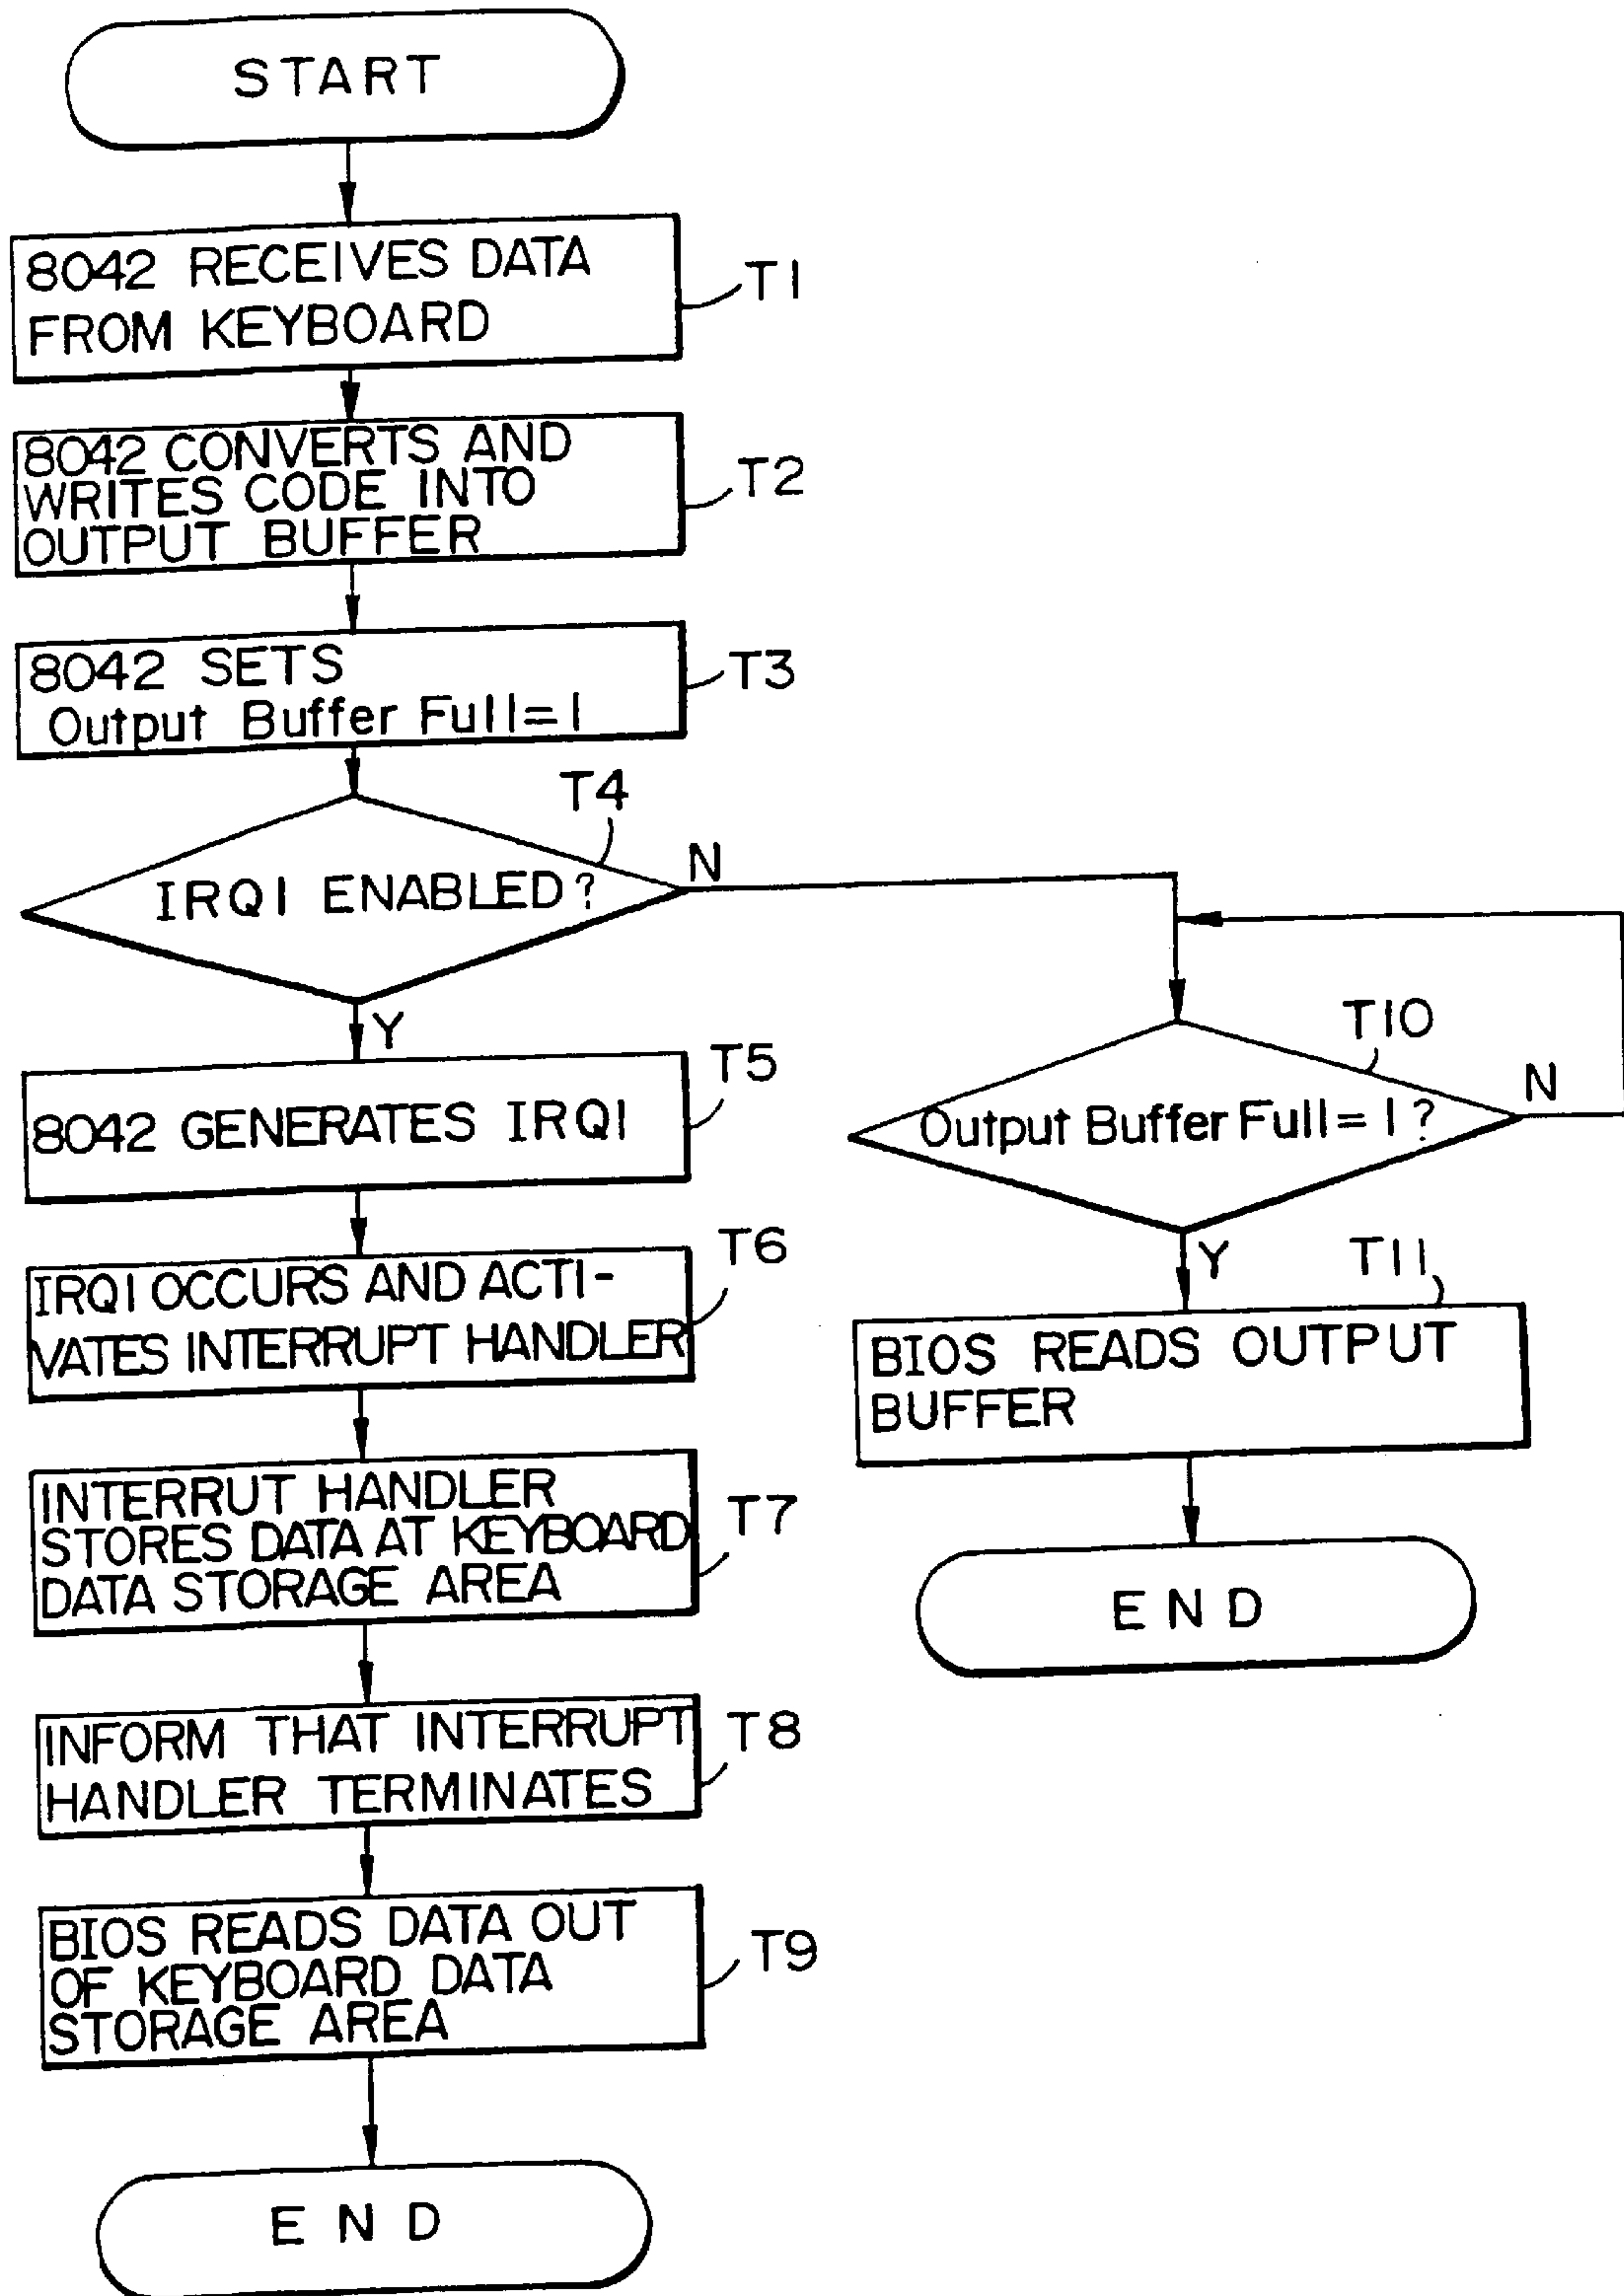 START
8042 RECEIVES DATA
FROM KEYBOARD
T1
8042 CONVERTS AND
WRITES CODE INTO
OUTPUT BUFFER
T2
8042 SETS
Output Buffer Full=1
T3
T4
IRQ1 ENABLED?
N
Y
8042 GENERATES IRQ1
T5
IRQ1 OCCURS AND ACTI-
VATES INTERRUPT HANDLER
T6
INTERRUT HANDLER
STORES DATA AT KEYBOARD
DATA STORAGE AREA
T7
INFORM THAT INTERRUPT
HANDLER TERMINATES
T8
BIOS READS DATA OUT
OF KEYBOARD DATA
STORAGE AREA
T9
END
T10
Output Buffer Full=1?
N
Y
T11
BIOS READS OUTPUT
BUFFER
END